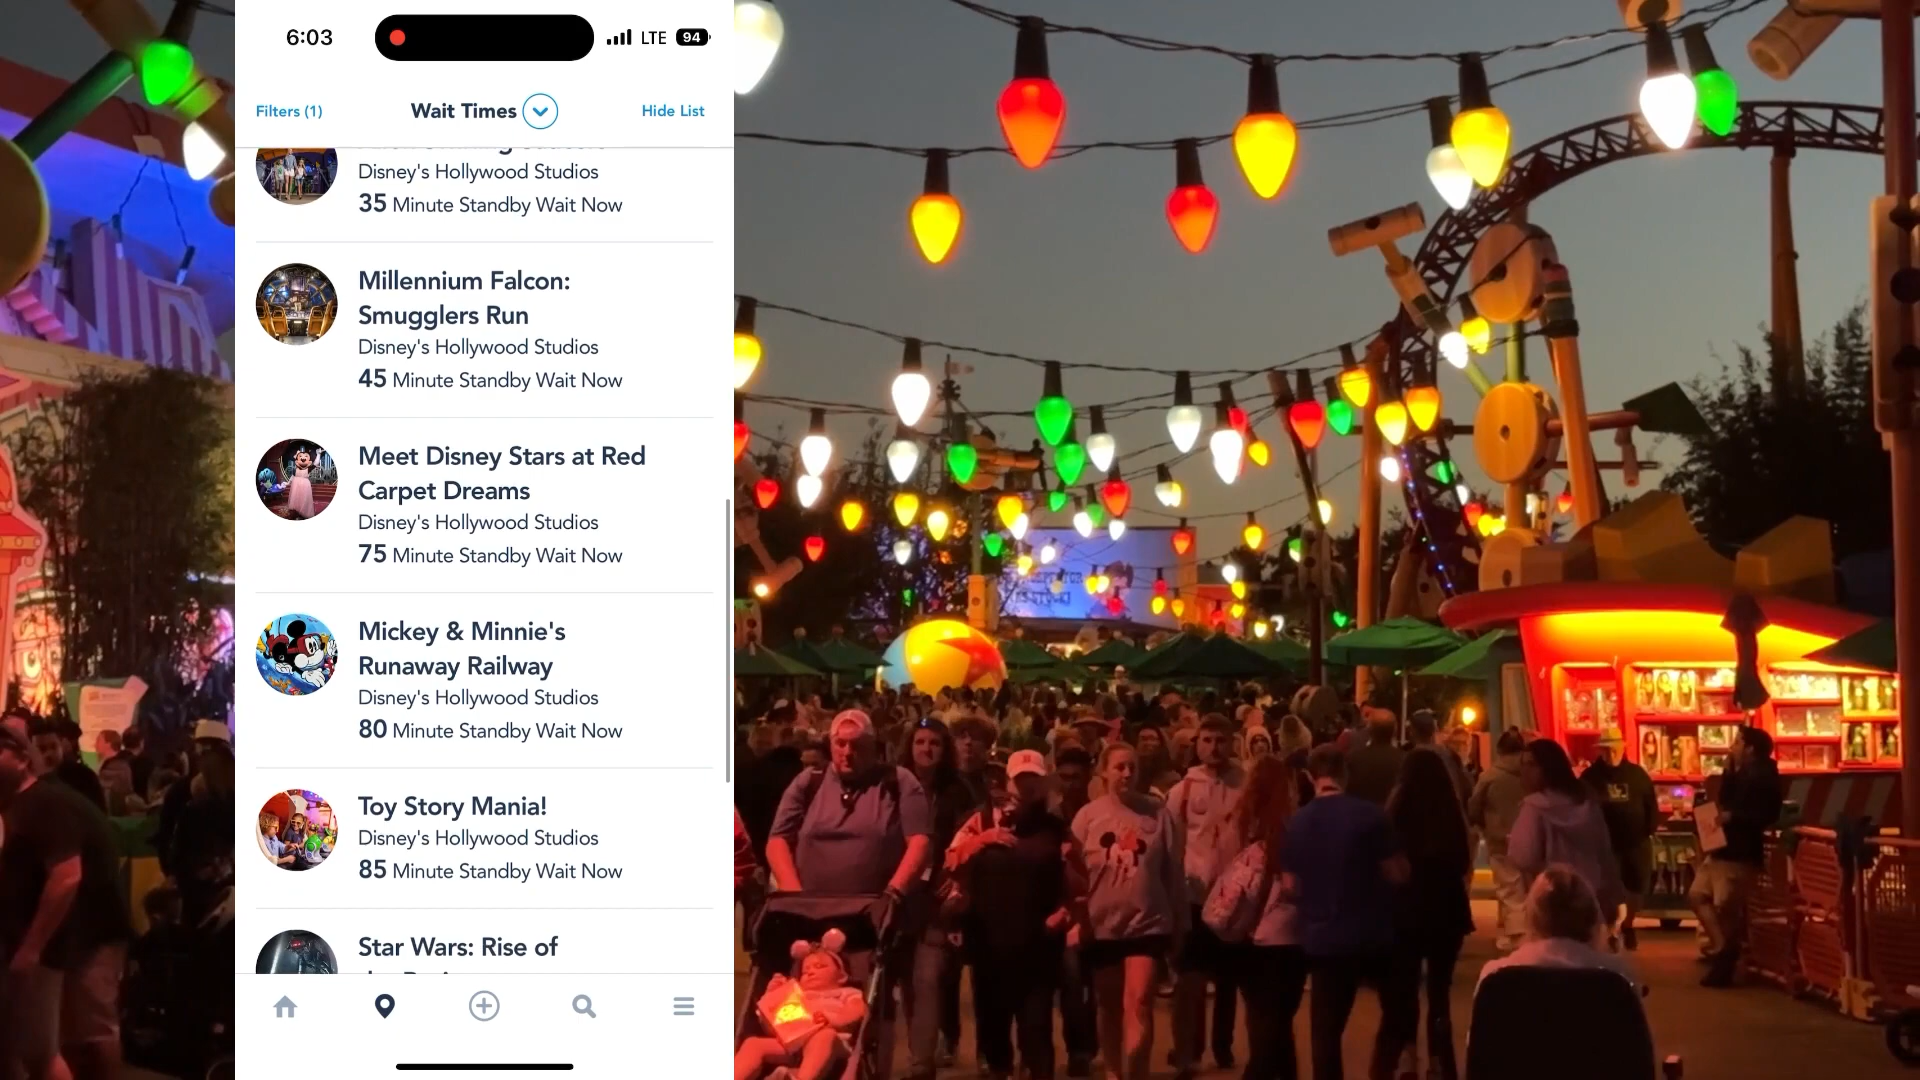 6:03
LTE
94
Filters (1)
Wait Times
Hide List
Disney's Hollywood Studios
35 Minute Standby Wait Now
Millennium Falcon:
Smugglers Run
Disney's Hollywood Studios
45 Minute Standby Wait Now
Meet Disney Stars at Red
Carpet Dreams
Disney's Hollywood Studios
75 Minute Standby Wait Now
Mickey & Minnie's
Runaway Railway
Disney's Hollywood Studios
80 Minute Standby Wait Now
Toy Story Mania!
Disney's Hollywood Studios
85 Minute Standby Wait Now
Star Wars: Rise of